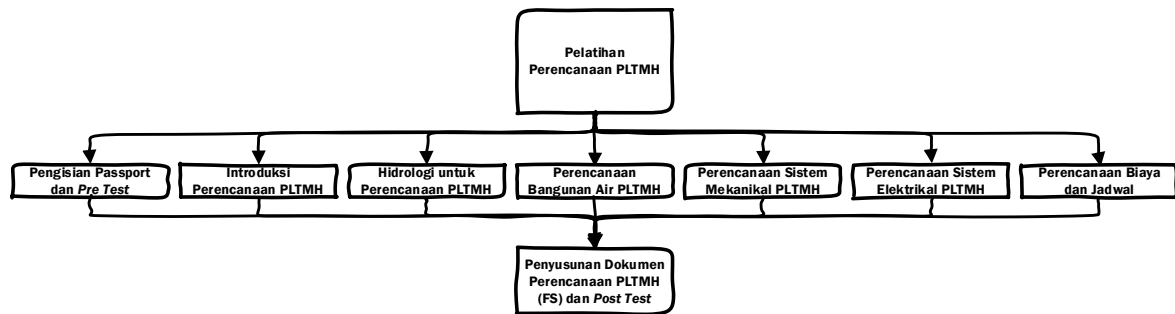 Pelatihan
Perencanaan PLTMH
Pengisian Passport
dan Pre Test
Introduksi
Perencanaan PLTMH
Hidrologi untuk
Perencanaan PLTMH
Perencanaan
Bangunan Air PLTMH
Perencanaan Sistem
Mekanikal PLTMH
Perencanaan Sistem
Elektrikal PLTMH
Perencanaan Biaya
dan Jadwal
Penyusunan Dokumen
Perencanaan PLTMH
(FS) dan Post Test